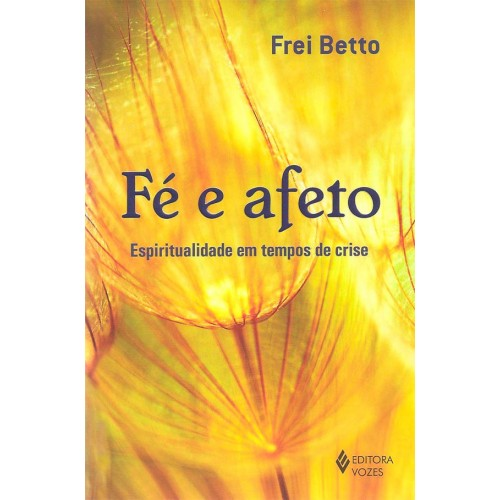 Frei Betto
Fé e afeto
Espiritualidade em tempos de crise
EDITORA
VOZES